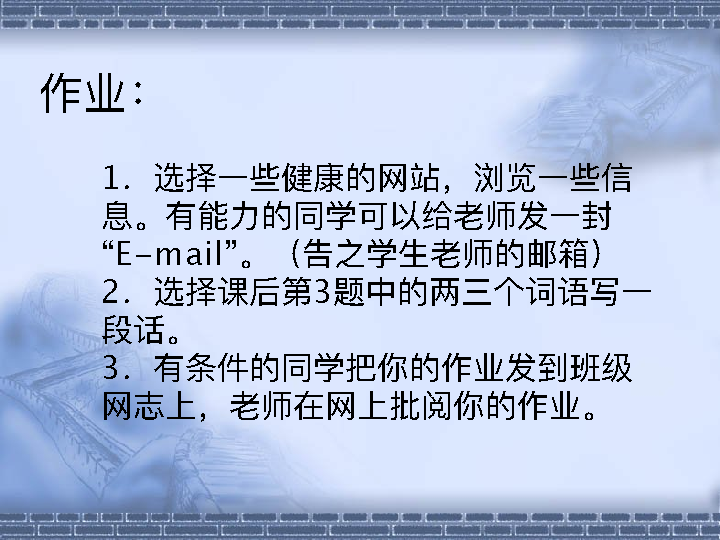 作业：
1．选择一些健康的网站，浏览一些信
息。有能力的同学可以给老师发一封
“E-mail”。（告之学生老师的邮箱）
2．选择课后第3题中的两三个词语写一
段话。
3．有条件的同学把你的作业发到班级
网志上，老师在网上批阅你的作业。